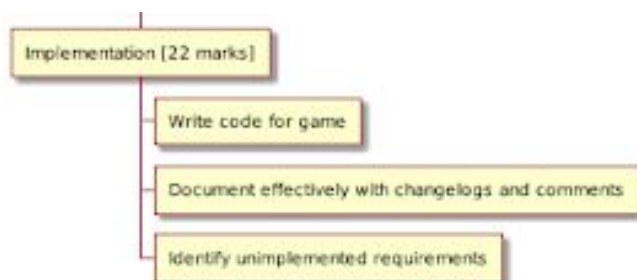 Implementation [22 marks]
Write code for game
Document effectively with changelogs and comments
Identify unimplemented requirements